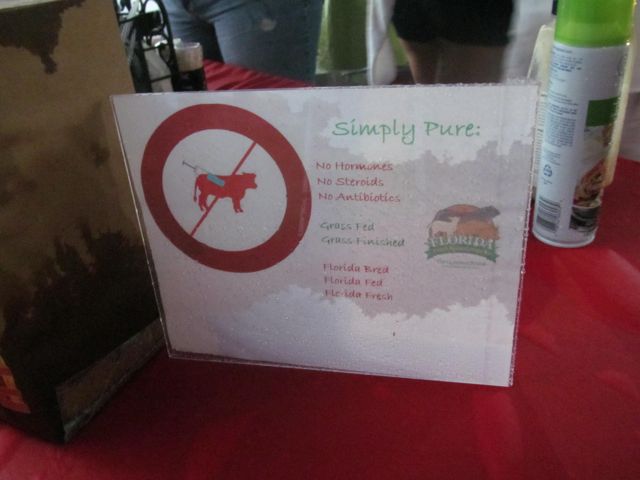 Simply Pure:
No Hormones
No Steroids
No Antibiotics
Grass Fed
Grass Finished
FLORIDA
Florida Bred
Florida Fed
Florida Fresh